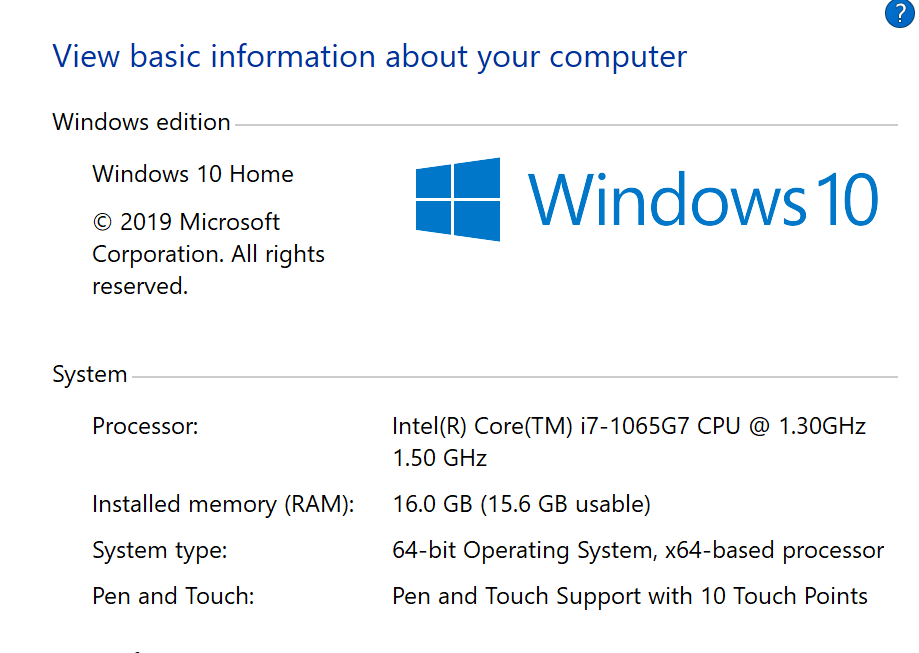 ?
View basic information about your computer
Windows edition
Windows 10 Home
© 2019 Microsoft
Corporation. All rights
reserved.
Windows 10
System
Processor:
Intel(R) Core(TM) i7-1065G7 CPU @ 1.30GHz
1.50 GHz
Installed memory (RAM):
16.0 GB (15.6 GB usable)
System type:
64-bit Operating System, x64-based processor
Pen and Touch:
Pen and Touch Support with 10 Touch Points